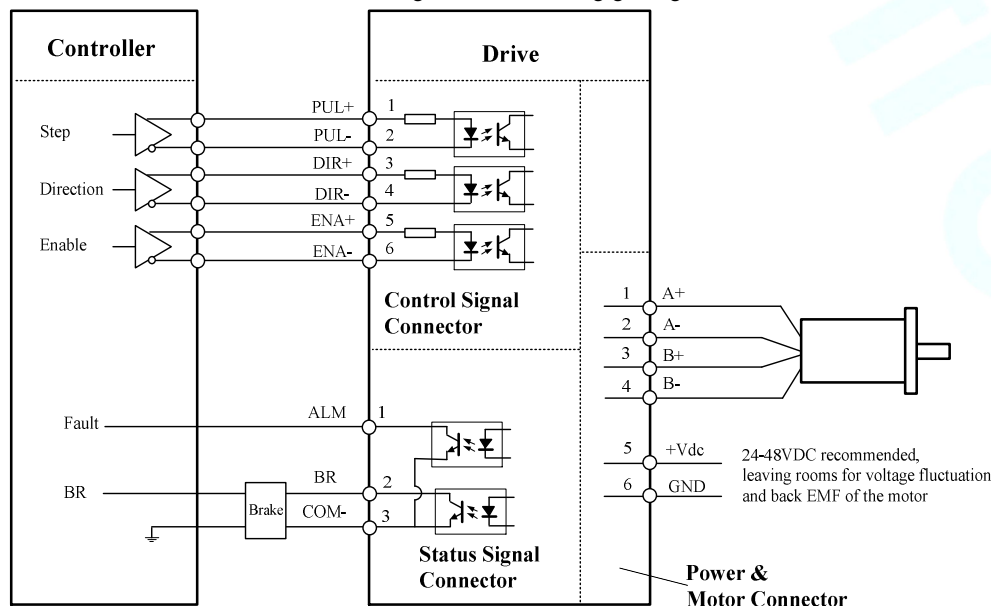 Controller
Drive
Step
PUL+
1
PUL-
2
Direction
DIR+
3
DIR-
4
Enable
ENA+
5
ENA-
6
Control Signal
Connector
1
A+
2
A-
3
B+
4
B-
Fault
ALM
1
BR
BR
2
Brake
COM-
3
Status Signal
Connector
5
+Vdc
6
GND
24-48VDC recommended,
leaving rooms for voltage fluctuation
and back EMF of the motor
Power &
Motor Connector